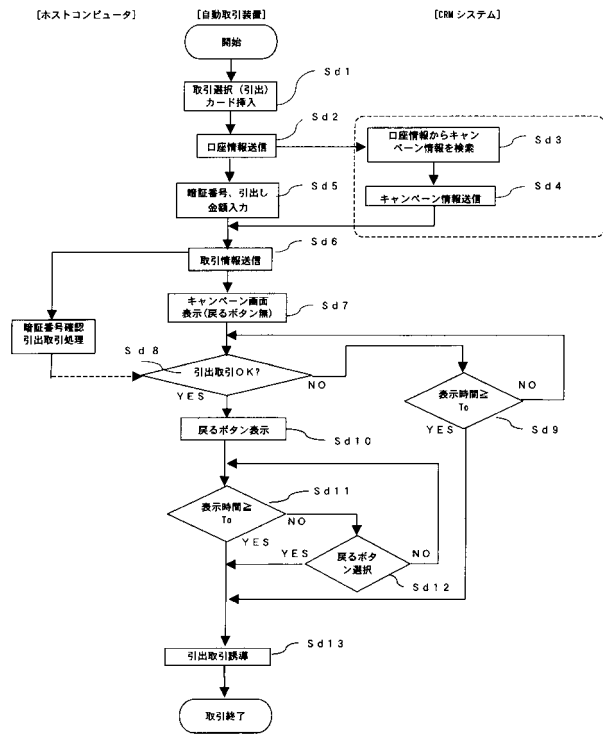 [ホストコンピュータ]
[自動取引装置]
[CRMシステム]
開始
取引選択（引出）
カード挿入
Sd1
口座情報送信
Sd2
口座情報からキャン
ペーン情報を検索
Sd3
暗証番号、引出し
金額入力
Sd5
キャンペーン情報送信
Sd4
取引情報送信
Sd6
キャンペーン画面
表示(戻るボタン無)
Sd7
暗証番号確認
引出取引処理
Sd8
引出取引OK?
NO
YES
表示時間≧
To
NO
YES
Sd9
戻るボタン表示
Sd10
表示時間≧
To
Sd11
NO
YES
戻るボタ
ン選択
YES
NO
Sd12
引出取引誘導
Sd13
取引終了